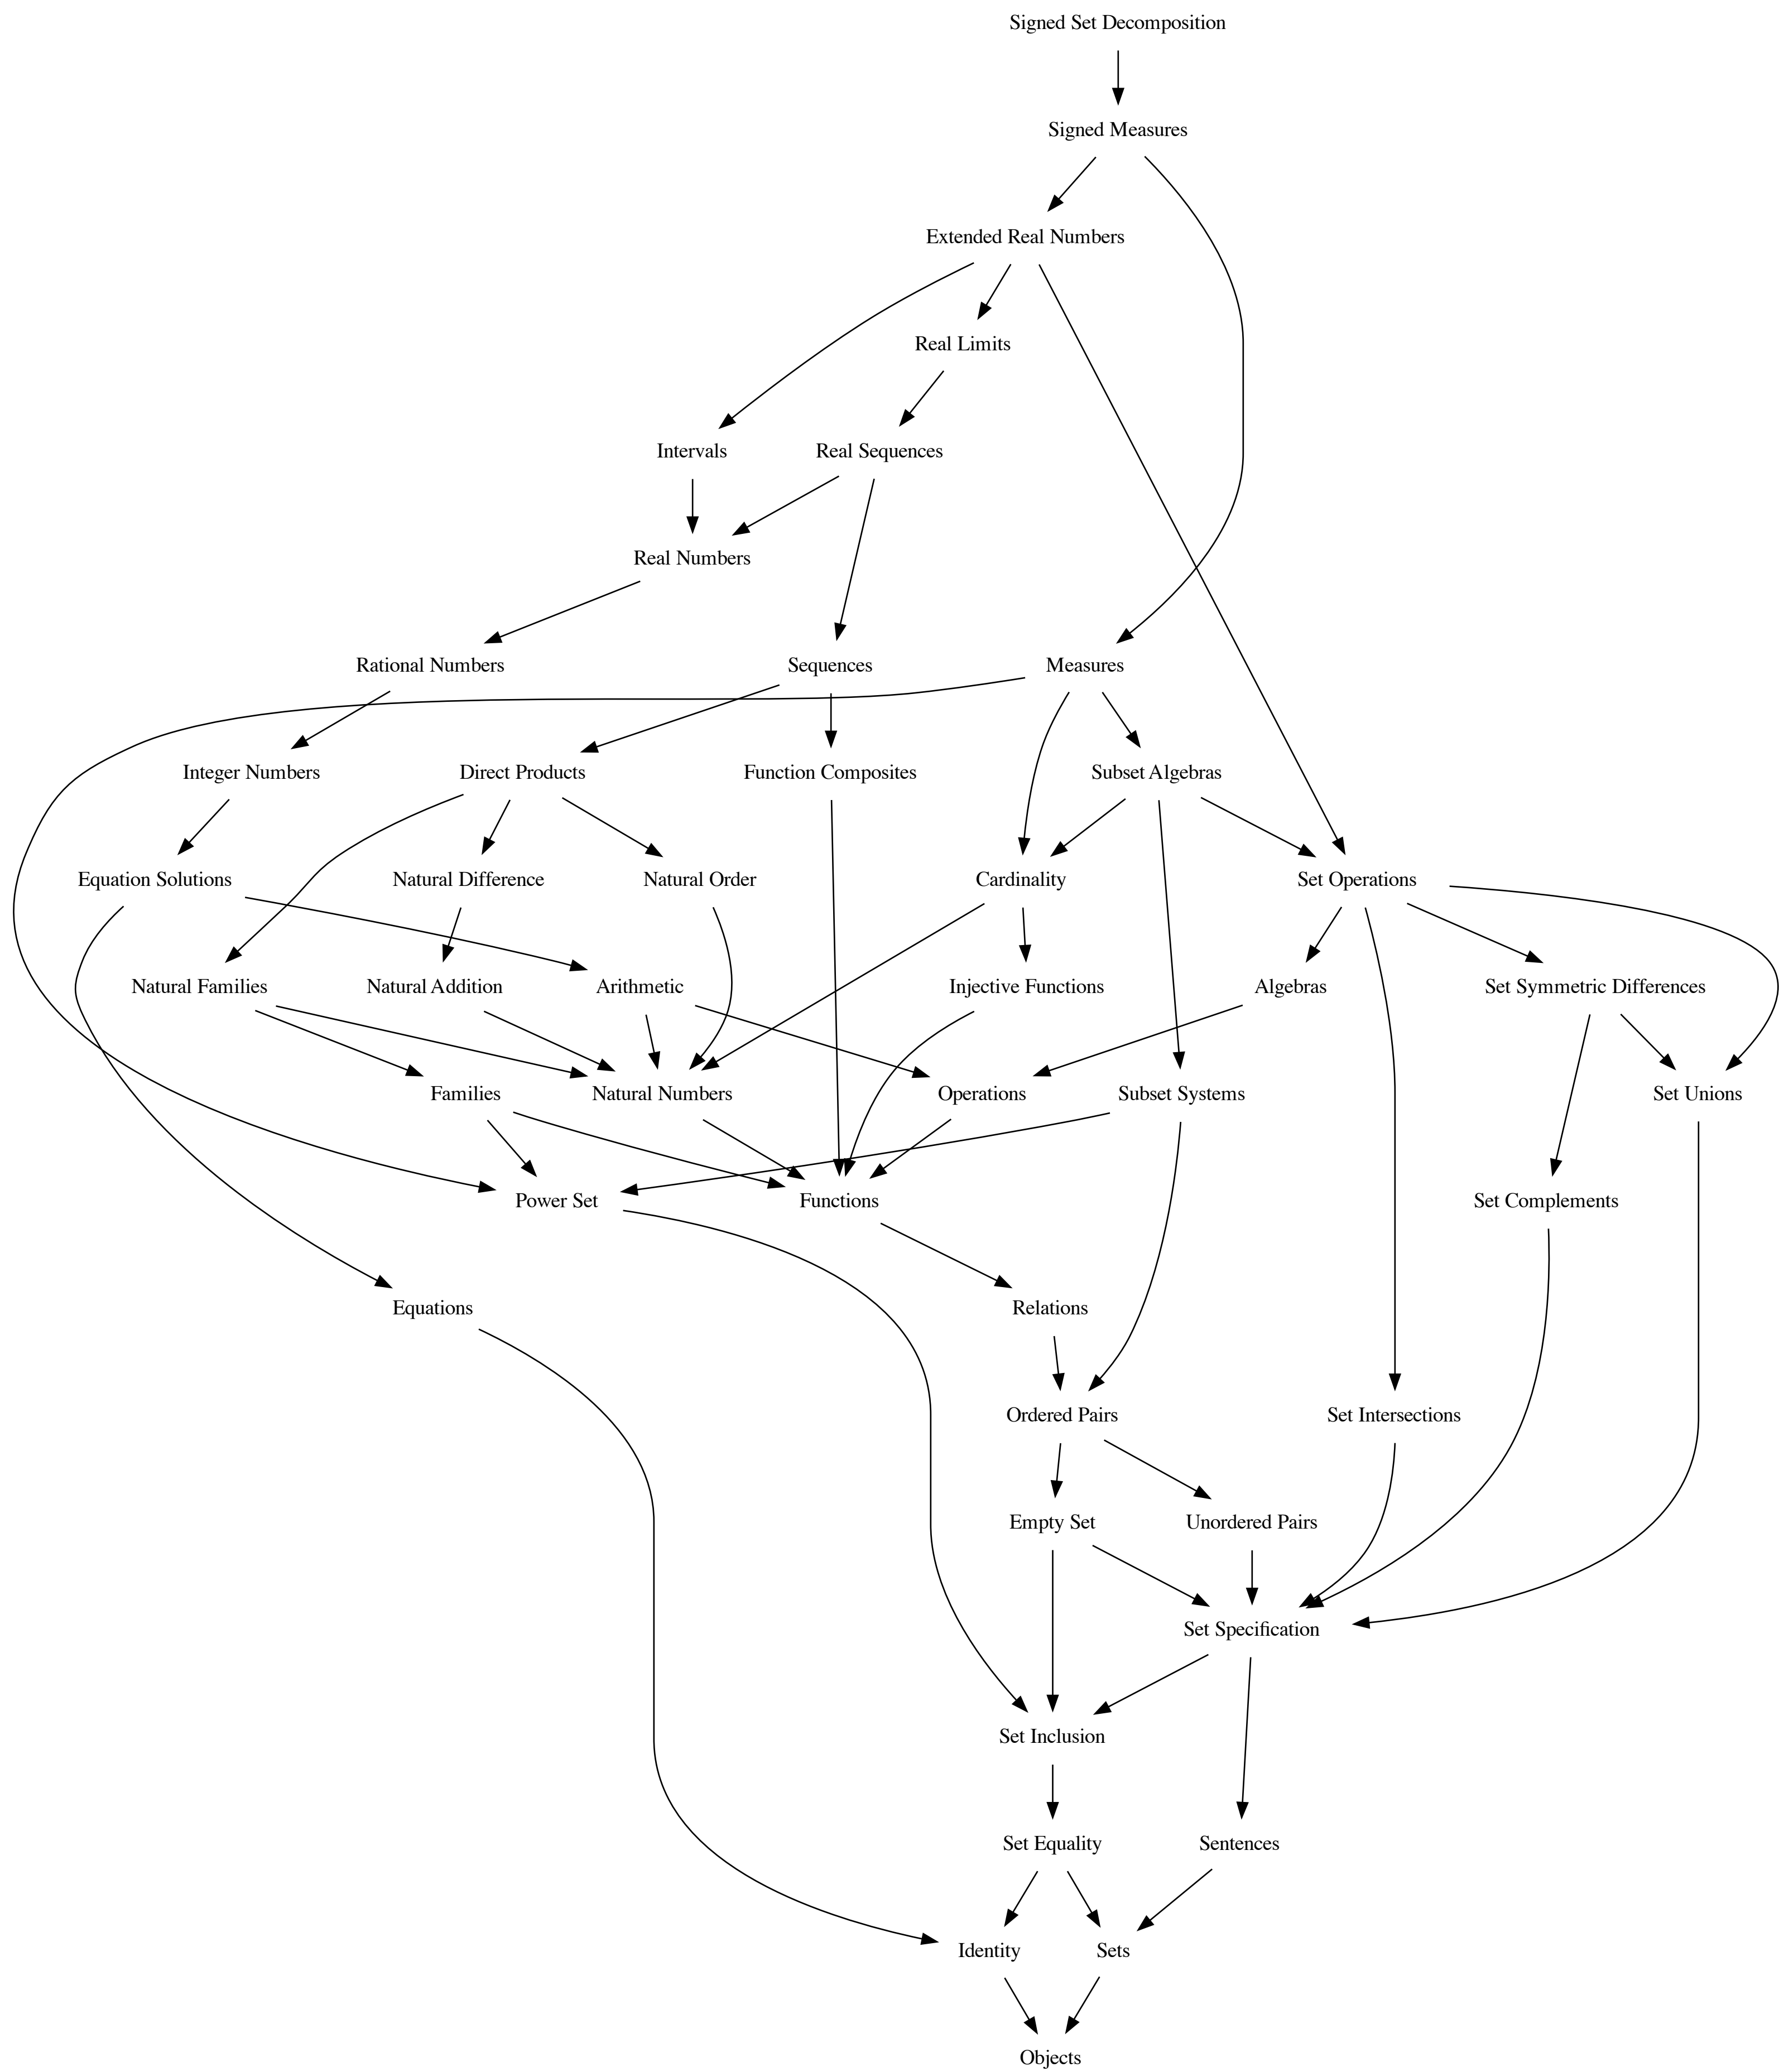 Signed Set Decomposition
Signed Measures
Extended Real Numbers
Real Limits
Intervals
Real Sequences
Real Numbers
Rational Numbers
Sequences
Measures
Integer Numbers
Direct Products
Function Composites
Subset Algebras
Equation Solutions
Natural Difference
Natural Order
Cardinality
Set Operations
Natural Families
Natural Addition
Arithmetic
Injective Functions
Algebras
Set Symmetric Differences
Families
Natural Numbers
Operations
Subset Systems
Set Unions
Power Set
Functions
Set Complements
Equations
Relations
Ordered Pairs
Set Intersections
Empty Set
Unordered Pairs
Set Specification
Set Inclusion
Set Equality
Sentences
Identity
Sets
Objects